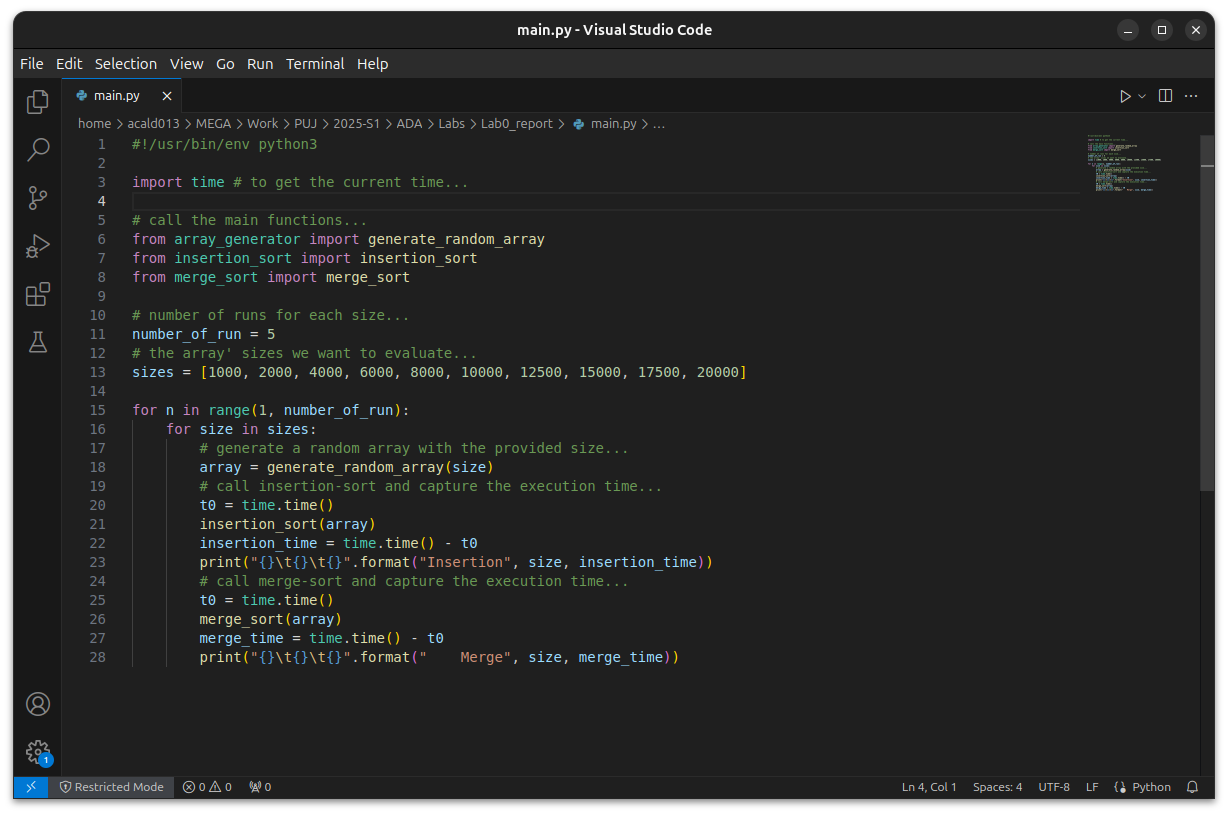 main.py - Visual Studio Code
File Edit Selection View Go Run Terminal Help
main.py
home > acald013 > MEGA > Work > PUJ > 2025-S1 > ADA > Labs > Lab0_report > main.py > ...
1 #!/usr/bin/env python3
2
3 import time # to get the current time...
4
5 # call the main functions...
6 from array_generator import generate_random_array
7 from insertion_sort import insertion_sort
8 from merge_sort import merge_sort
9
10 # number of runs for each size...
11 number_of_run = 5
12 # the array' sizes we want to evaluate...
13 sizes = [1000, 2000, 4000, 6000, 8000, 10000, 12500, 15000, 17500, 20000]
14
15 for n in range(1, number_of_run):
16     for size in sizes:
17         # generate a random array with the provided size...
18         array = generate_random_array(size)
19         # call insertion-sort and capture the execution time...
20         t0 = time.time()
21         insertion_sort(array)
22         insertion_time = time.time() - t0
23         print("{}\t{}\t{}".format("Insertion", size, insertion_time))
24         # call merge-sort and capture the execution time...
25         t0 = time.time()
26         merge_sort(array)
27         merge_time = time.time() - t0
28         print("{}\t{}\t{}".format("    Merge", size, merge_time))
1
Restricted Mode 0 0 0 Ln 4, Col 1 Spaces: 4 UTF-8 LF Python